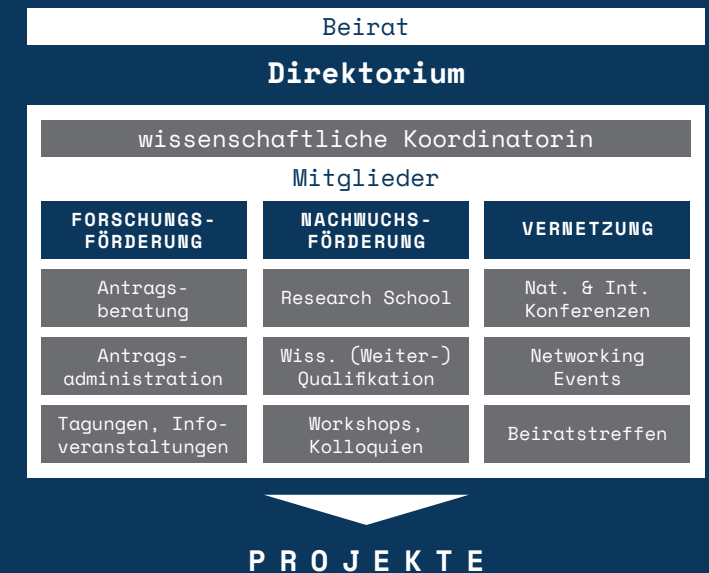 Beirat
Direktorium
wissenschaftliche Koordinatorin
Mitglieder
FORSCHUNGS-
FÖRDERUNG
Antrags-
beratung
Antrags-
administration
Tagungen, Info-
veranstaltungen
NACHWUCHS-
FÖRDERUNG
Research School
Wiss. (Weiter-)
Qualifikation
Workshops,
Kolloquien
VERNETZUNG
Nat. & Int.
Konferenzen
Networking
Events
Beiratstreffen
PROJEKTE